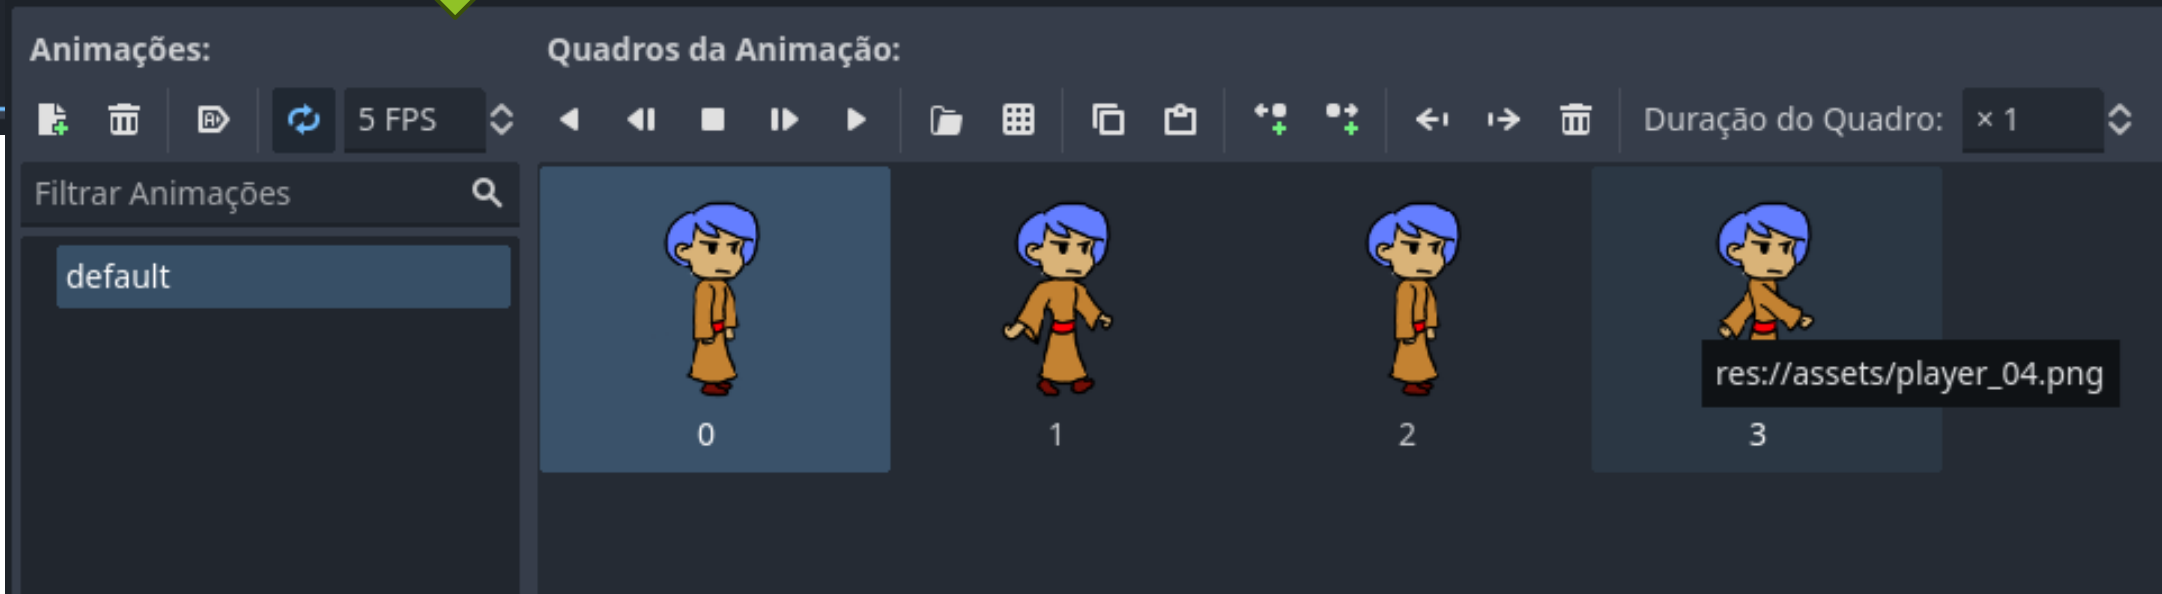 Animações:
Quadros da Animação:
5 FPS
Duração do Quadro:
× 1
Filtrar Animações
default
res://assets/player_04.png
0
1
2
3